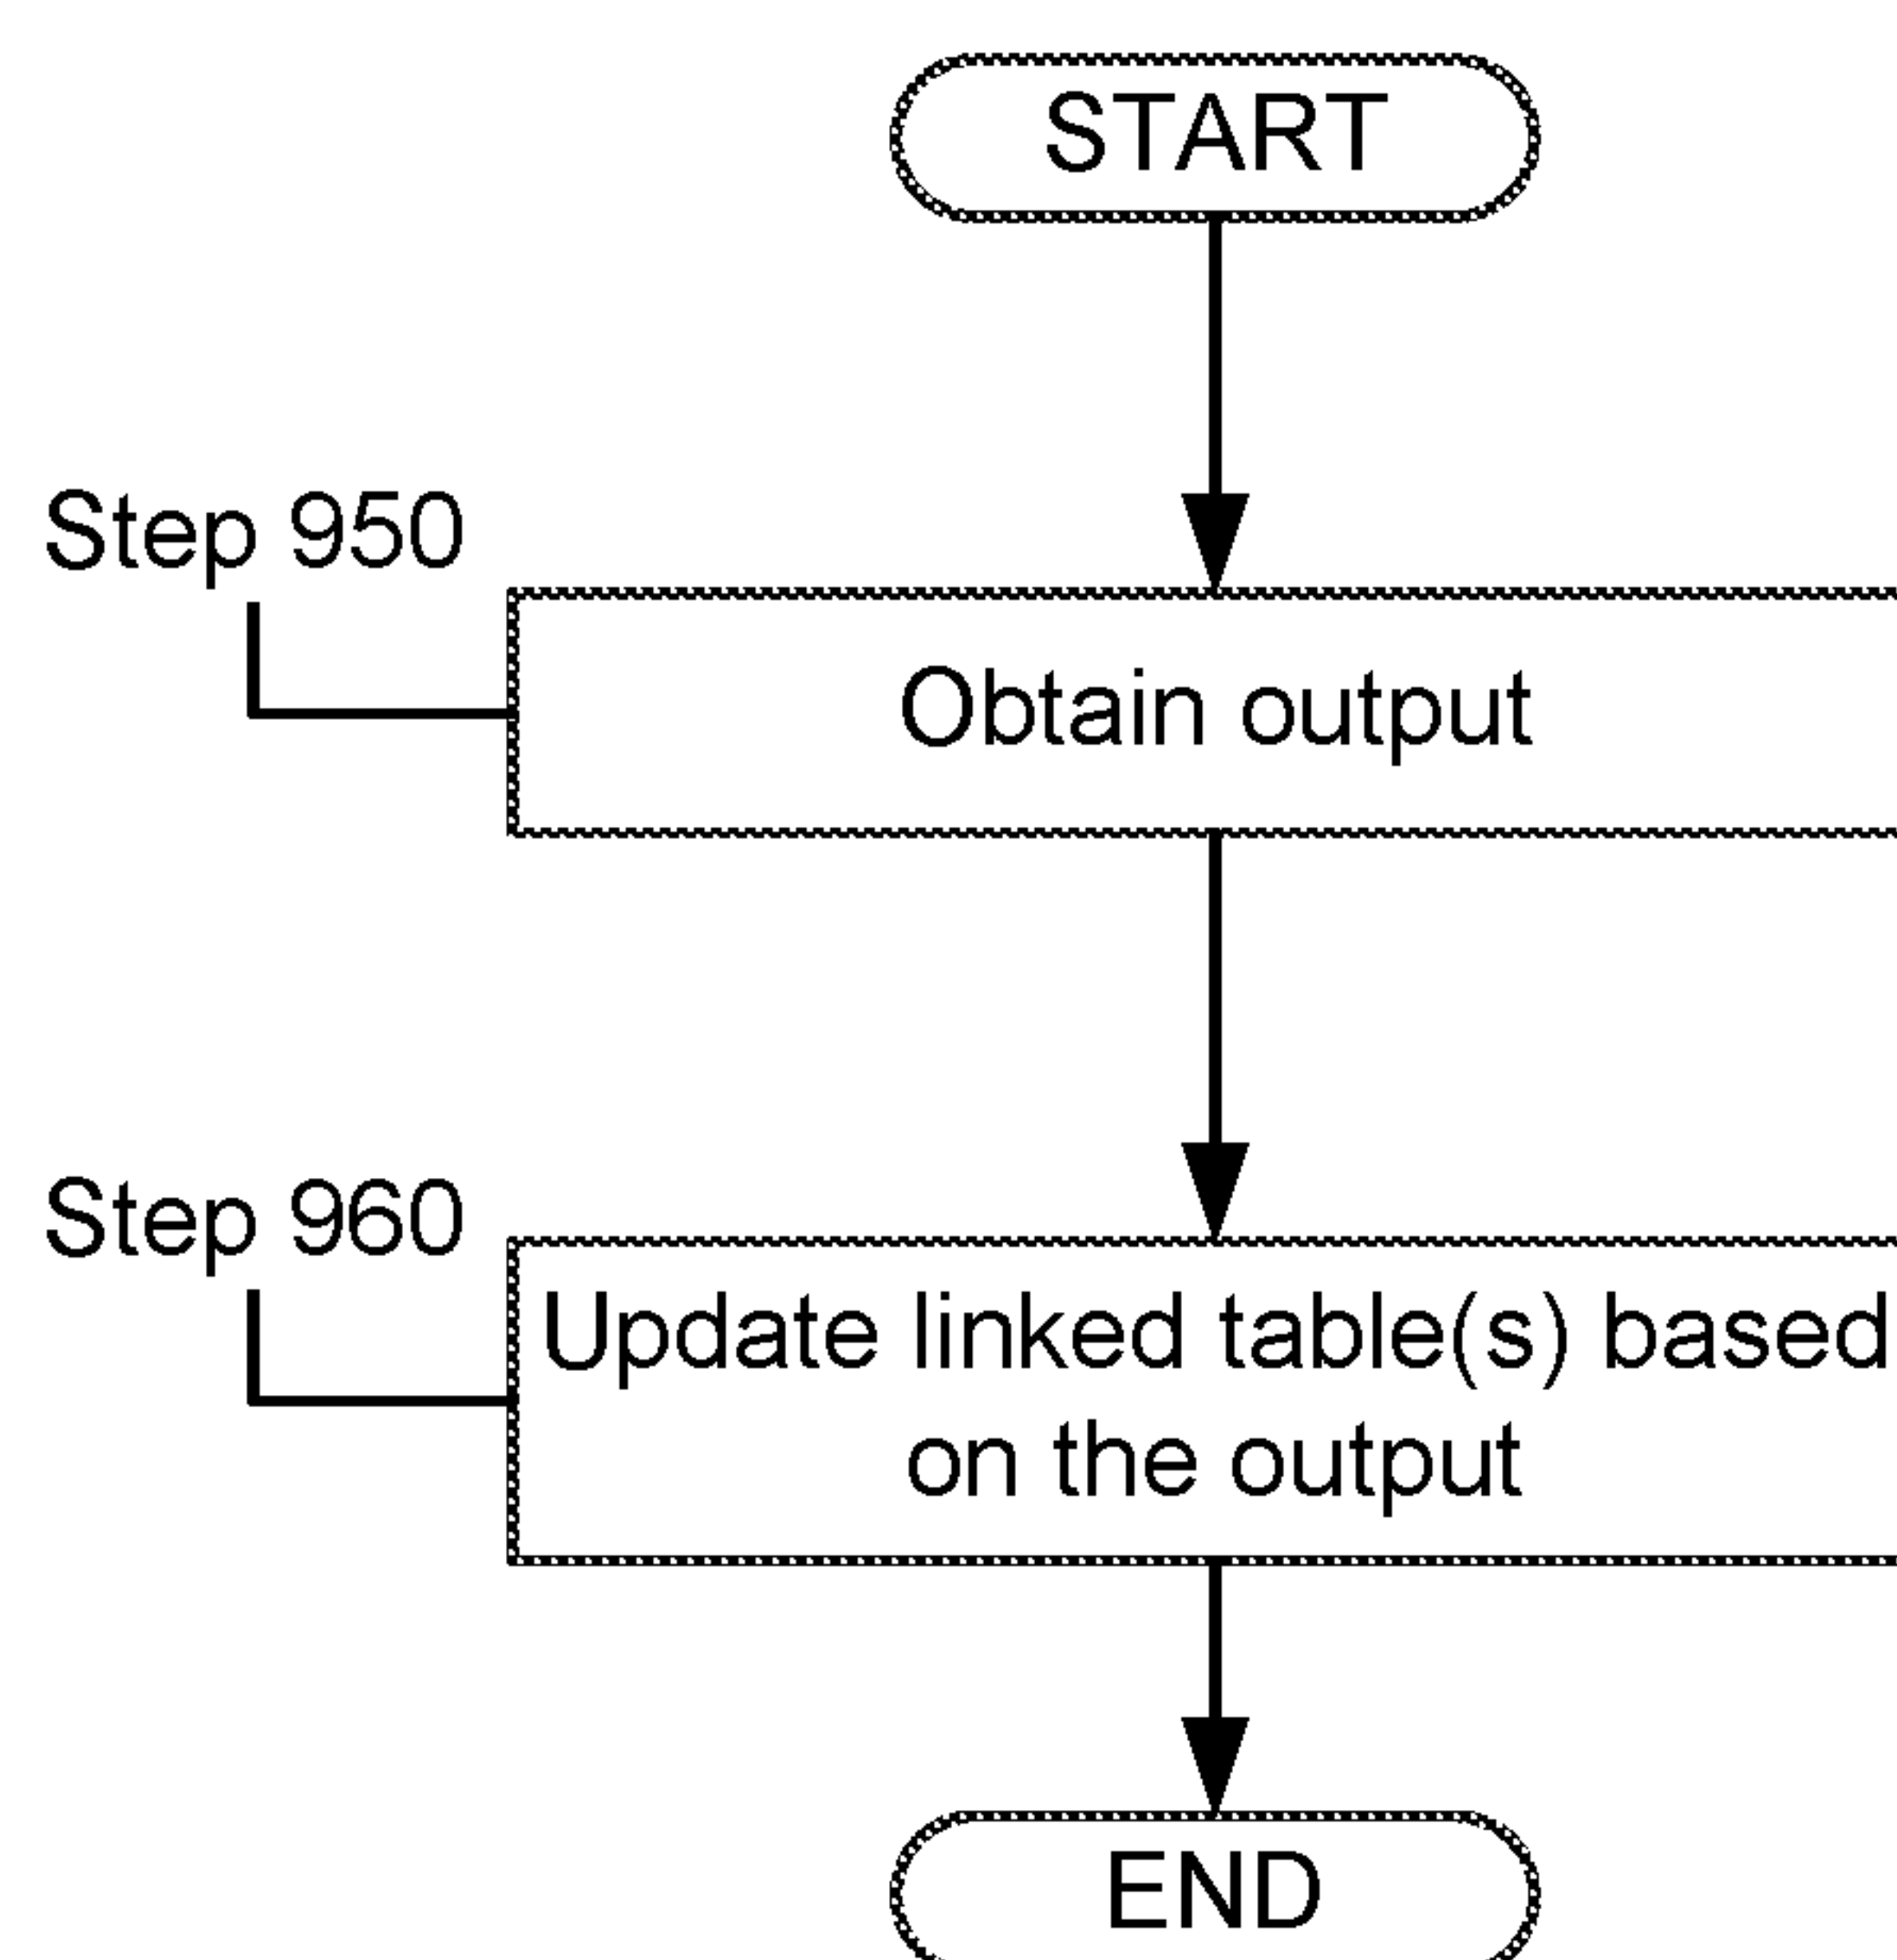 START
Step 950
Obtain output
Step 960
Update linked table(s) based
on the output
END